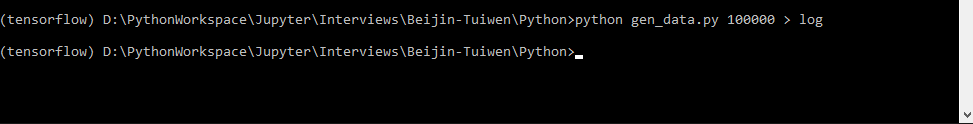 (tensorflow) D:\PythonWorkspace\Jupyter\Interviews\Beijin-Tuiwen\Python>python gen_data.py 100000 > log
(tensorflow) D:\PythonWorkspace\Jupyter\Interviews\Beijin-Tuiwen\Python>